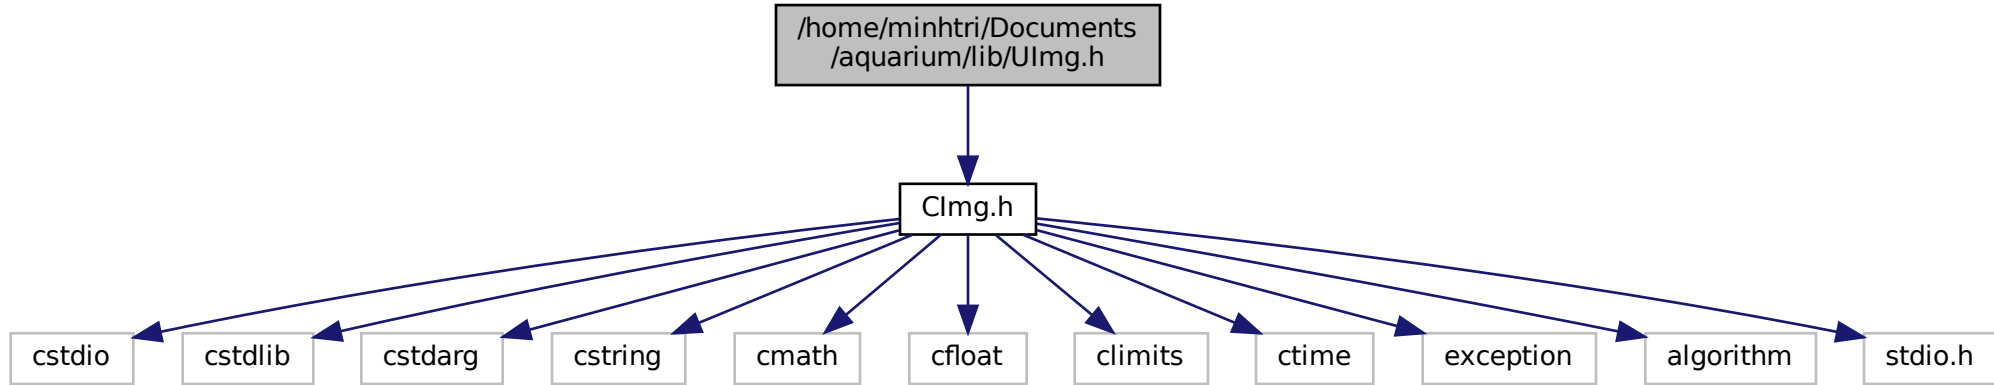 /home/minhtri/Documents
/aquarium/lib/UImg.h
CImg.h
cstdio
cstdlib
cstdarg
cstring
cmath
cfloat
climits
ctime
exception
algorithm
stdio.h